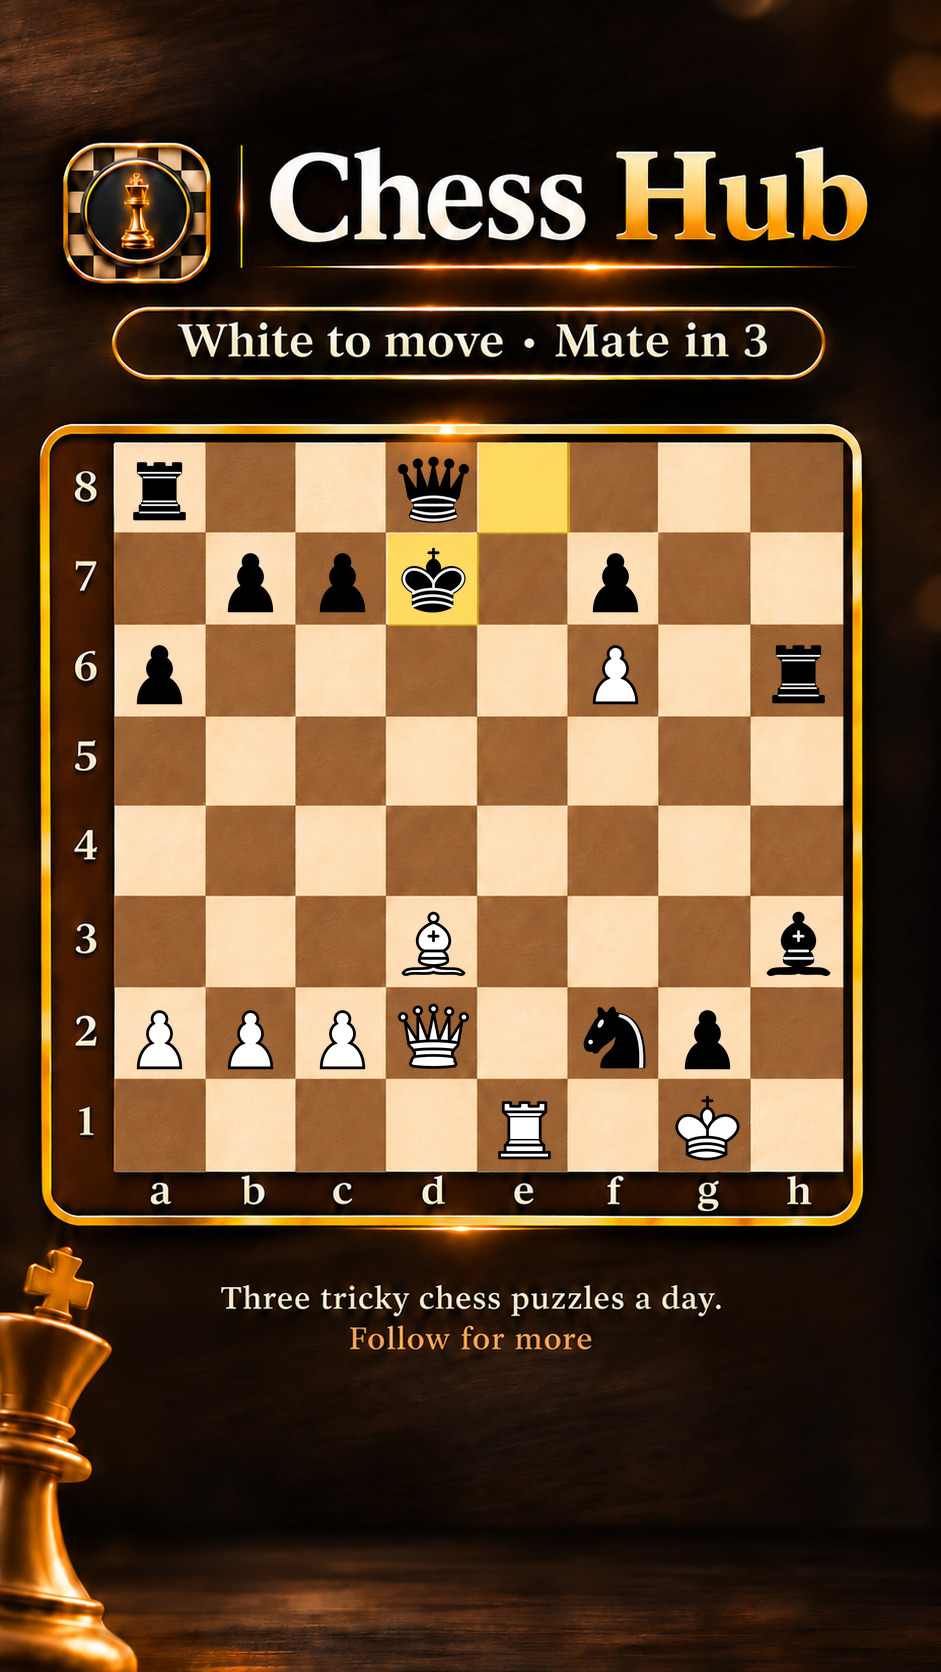 Chess Hub
White to move • Mate in 3
8
7
6
5
4
3
2
1
a b c d e f g h
Three tricky chess puzzles a day.
Follow for more